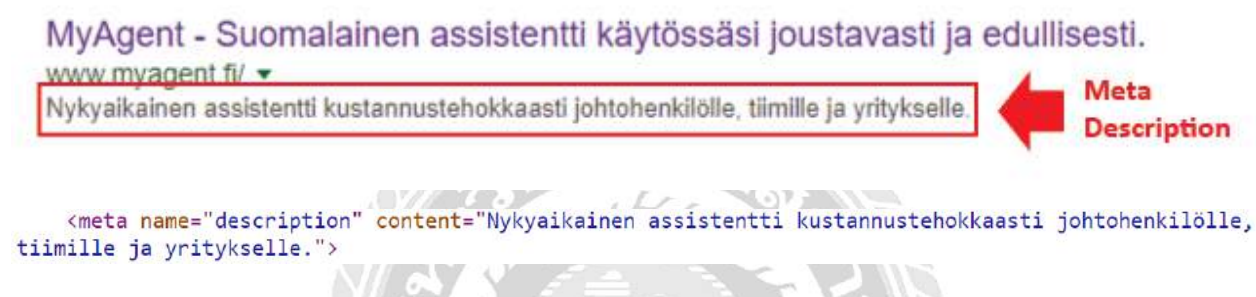 MyAgent - Suomalainen assistentti käytössäsi joustavasti ja edullisesti.
www.myagent.fi/
Nykyaikainen assistentti kustannustehokkaasti johtohenkilölle, tiimille ja yritykselle.
Meta
Description
<meta name="description" content="Nykyaikainen assistentti kustannustehokkaasti johtohenkilölle,
tiimille ja yritykselle.">